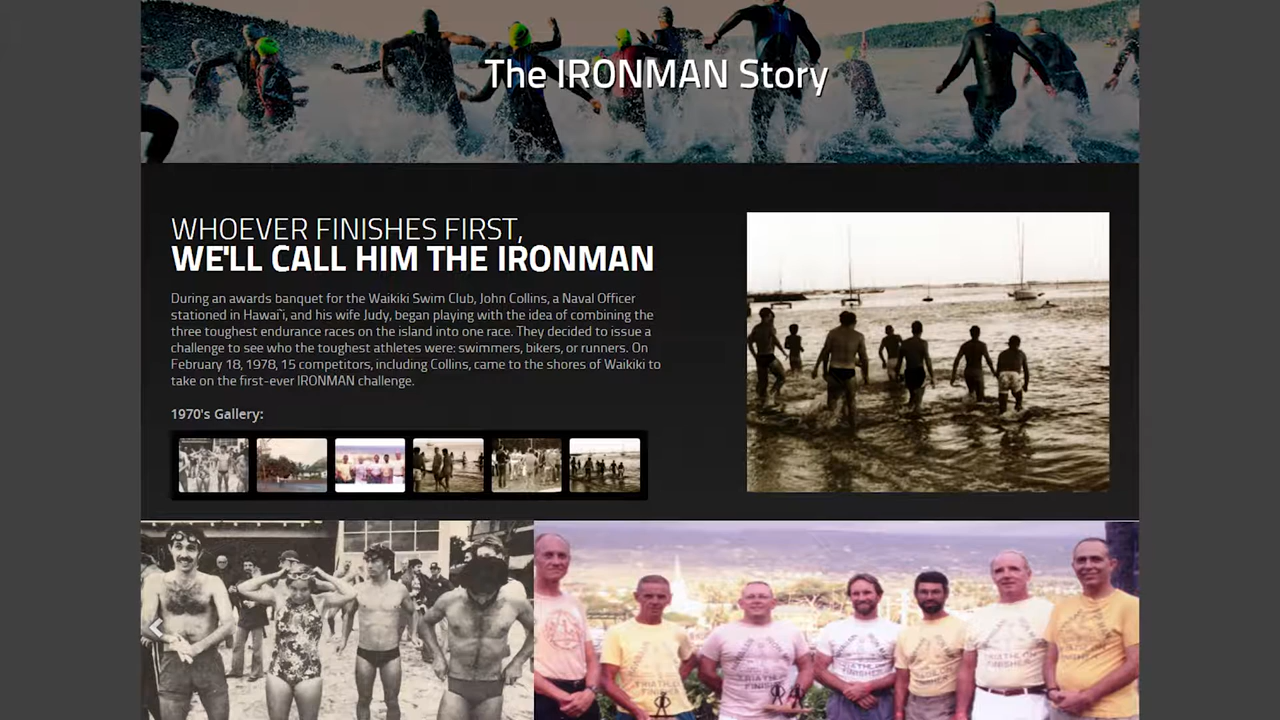 The IRONMAN Story
WHOEVER FINISHES FIRST,
WE'LL CALL HIM THE IRONMAN
During an awards banquet for the Waikiki Swim Club, John Collins, a Naval Officer
stationed in Hawai`i, and his wife Judy, began playing with the idea of combining the
three toughest endurance races on the island into one race. They decided to issue a
challenge to see who the toughest athletes were: swimmers, bikers, or runners. On
February 18, 1978, 15 competitors, including Collins, came to the shores of Waikiki to
take on the first-ever IRONMAN challenge.
1970's Gallery:
TRIATHLON
FINISHER